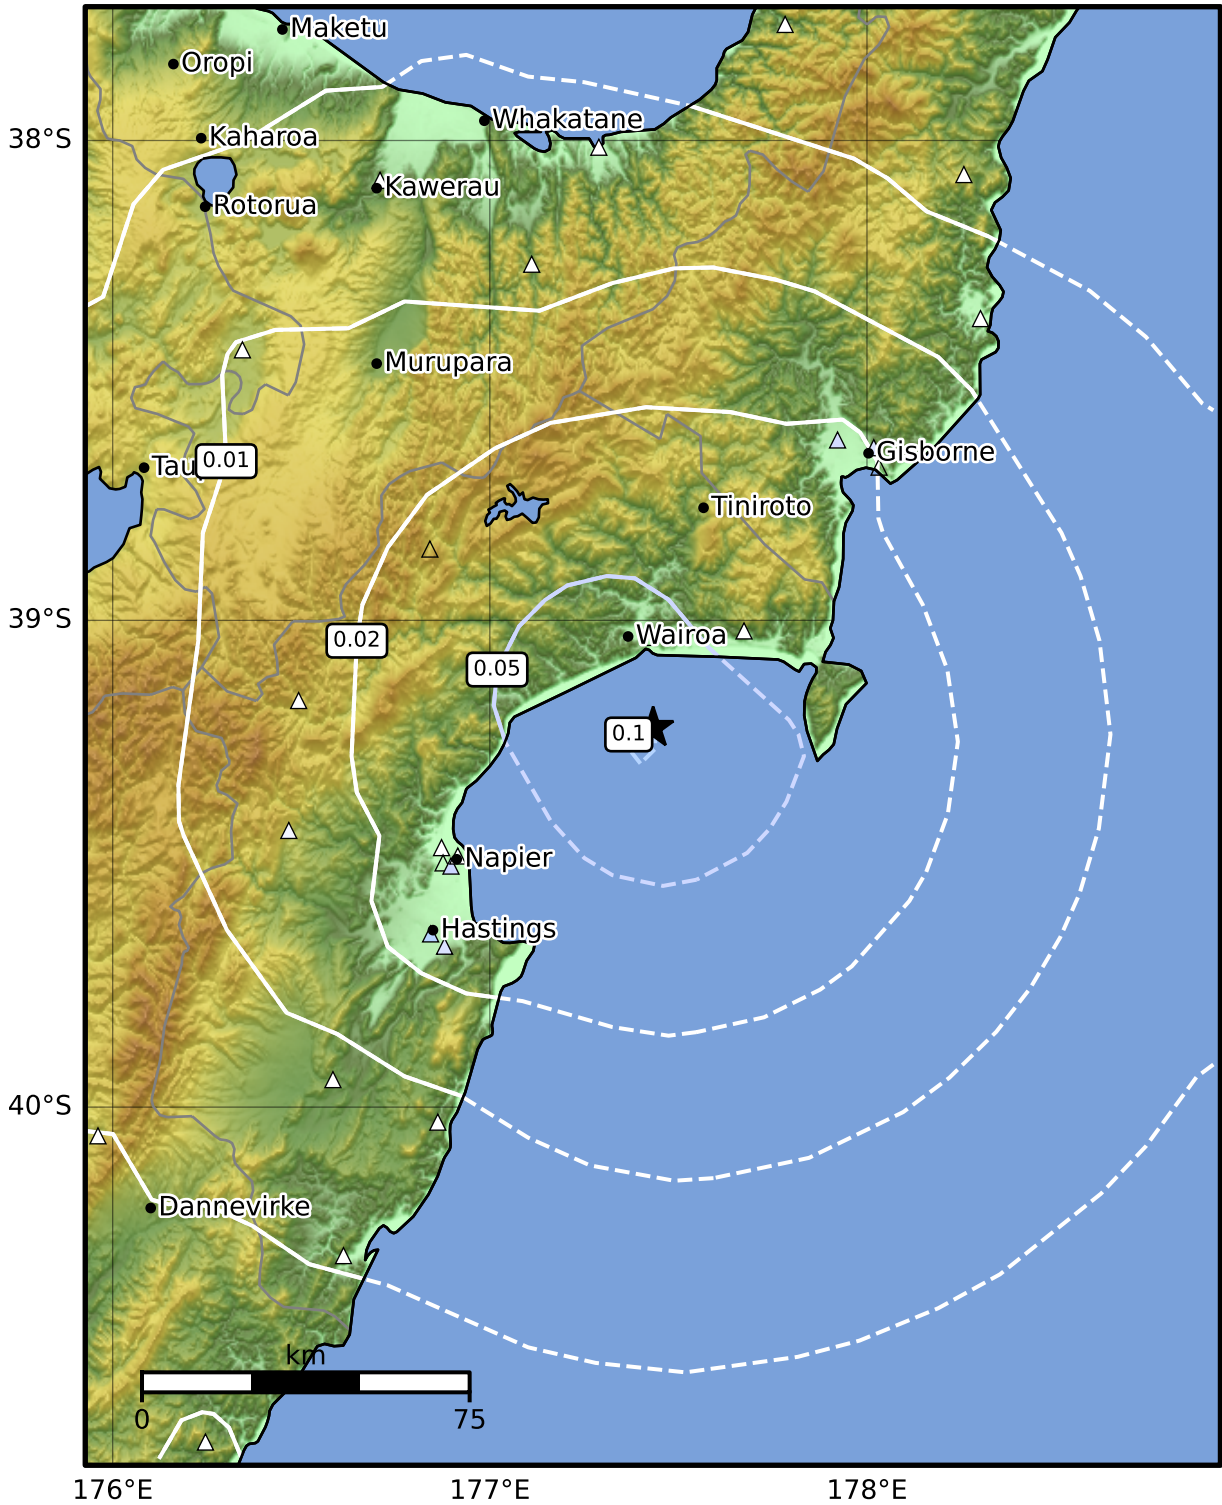 Maketu
Oropi
Whakatane
Kaharoa
38°S
Kawerau
Rotorua
Murupara
Gisborne
0.01
Tiniroto
39°S
Wairoa
0.02
0.05
0.1
Napier
Hastings
40°S
Dannevirke
km
0 75
176°E 177°E 178°E